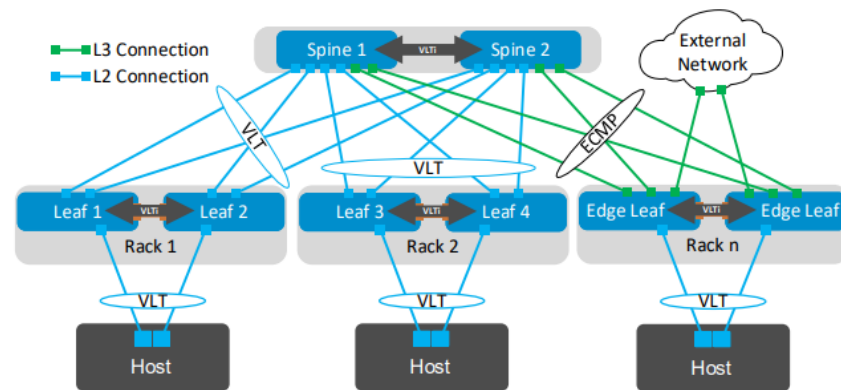 L3 Connection
L2 Connection
Spine 1
VLTi
Spine 2
External
Network
VLT
ECMP
VLT
Leaf 1
VLTi
Leaf 2
Leaf 3
VLTi
Leaf 4
Edge Leaf
VLTi
Edge Leaf
Rack 1
Rack 2
Rack n
VLT
VLT
VLT
Host
Host
Host